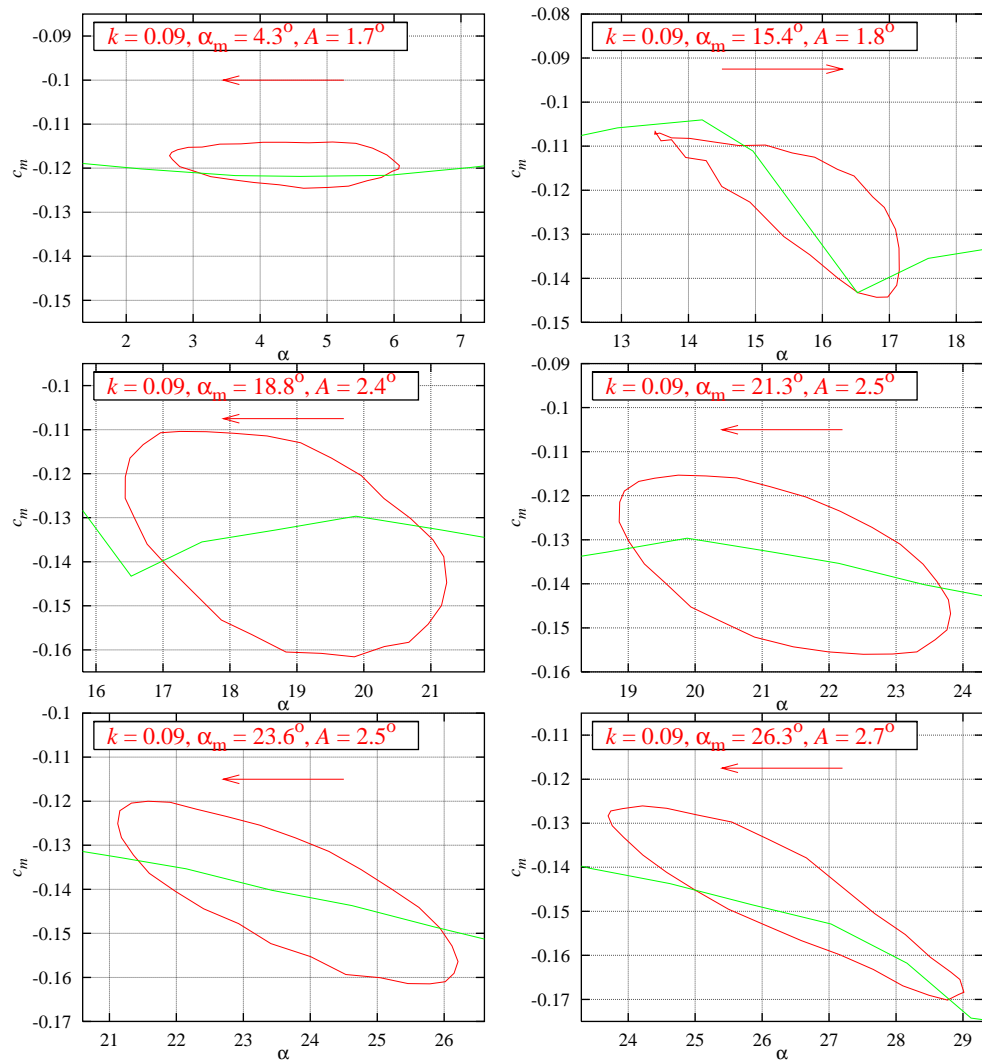 k = 0.09, αm = 4.3°, A = 1.7°
-0.09
-0.1
-0.11
-0.12
-0.13
-0.14
-0.15
cm
2 3 4 5 6 7
α
k = 0.09, αm = 15.4°, A = 1.8°
-0.08
-0.09
-0.1
-0.11
-0.12
-0.13
-0.14
-0.15
cm
13 14 15 16 17 18
α
k = 0.09, αm = 18.8°, A = 2.4°
-0.1
-0.11
-0.12
-0.13
-0.14
-0.15
-0.16
cm
16 17 18 19 20 21
α
k = 0.09, αm = 21.3°, A = 2.5°
-0.09
-0.1
-0.11
-0.12
-0.13
-0.14
-0.15
-0.16
cm
19 20 21 22 23 24
α
k = 0.09, αm = 23.6°, A = 2.5°
-0.1
-0.11
-0.12
-0.13
-0.14
-0.15
-0.16
-0.17
cm
21 22 23 24 25 26
α
k = 0.09, αm = 26.3°, A = 2.7°
-0.11
-0.12
-0.13
-0.14
-0.15
-0.16
-0.17
cm
24 25 26 27 28 29
α